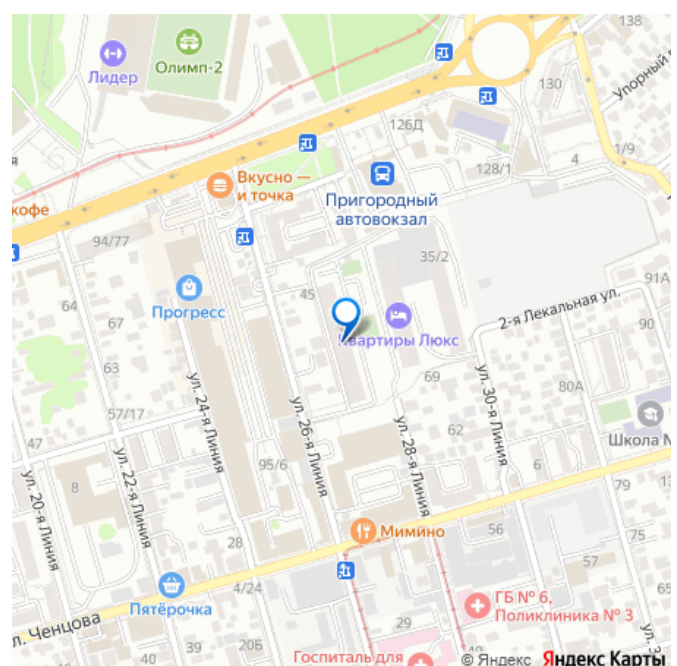 138
Лидер
Олимп-2
130
126Д
Упорный
Вкусно —
и точка
128/1
4
1/9
кофе
Пригородный
автовокзал
94/77
35/2
45
2-я Лекальная ул.
91А
64
67
Прогресс
Квартиры Люкс
90
63
69
80А
57/17
ул. 24-я Линия
ул. 30-я Линия
47
62
Школа №
ул. 20-я Линия
8
ул. 22-я Линия
95/6
ул. 26-я Линия
ул. 28-я Линия
6
79
Мимино
56
28
57
75
Пятёрочка
4/24
ГБ № 6,
Поликлиника № 3
л. Ченцова
29
39
20Б
Госпиталь для
© Яндекс Яндекс Карты